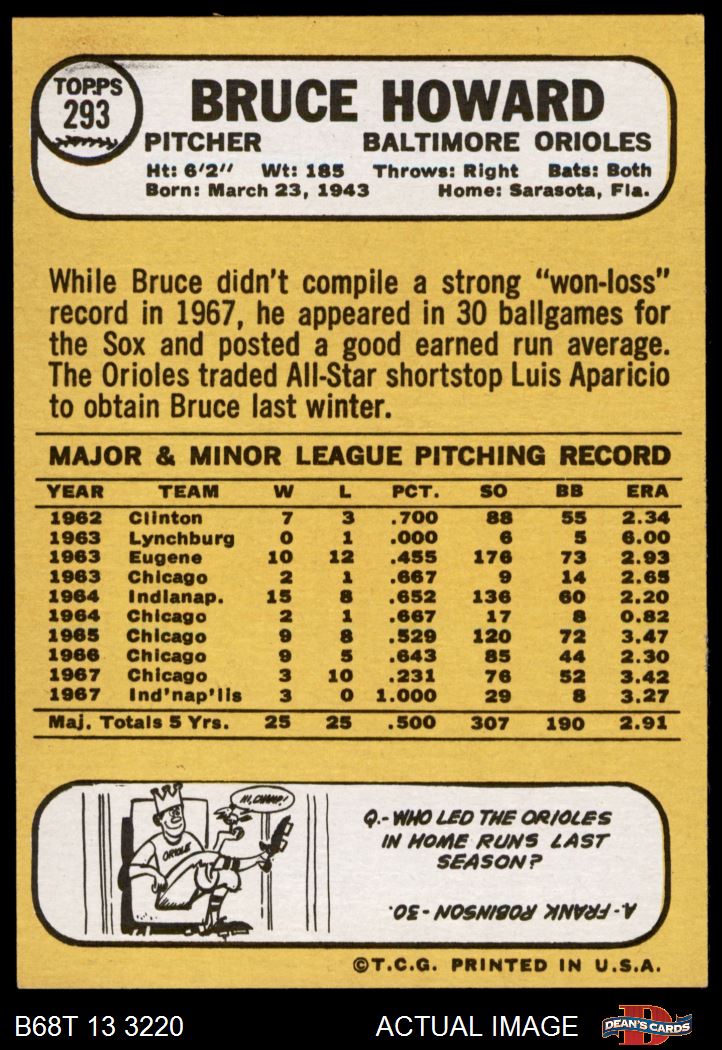 TOPPS
293
BRUCE HOWARD
PITCHER BALTIMORE ORIOLES
Ht: 6'2" Wt: 185 Throws: Right Bats: Both
Born: March 23, 1943 Home: Sarasota, Fla.
While Bruce didn't compile a strong "won-loss"
record in 1967, he appeared in 30 ballgames for
the Sox and posted a good earned run average.
The Orioles traded All-Star shortstop Luis Aparicio
to obtain Bruce last winter.
MAJOR & MINOR LEAGUE PITCHING RECORD
YEAR TEAM W L PCT. SO BB ERA
1962 Clinton 7 3 .700 88 55 2.34
1963 Lynchburg 0 1 .000 6 5 6.00
1963 Eugene 10 12 .455 176 73 2.93
1963 Chicago 2 1 .667 9 14 2.65
1964 Indianap. 15 8 .652 136 60 2.20
1964 Chicago 2 1 .667 17 8 0.82
1965 Chicago 9 8 .529 120 72 3.47
1966 Chicago 9 5 .643 85 44 2.30
1967 Chicago 3 10 .231 76 52 3.42
1967 Ind'nap'lis 3 0 1.000 29 8 3.27
Maj. Totals 5 Yrs. 25 25 .500 307 190 2.91
HI, CHAMP!
ORIOLE
Q.- WHO LED THE ORIOLES
IN HOME RUNS LAST
SEASON?
A.- FRANK ROBINSON - 30.
©T.C.G. PRINTED IN U.S.A.
B68T 13 3220 ACTUAL IMAGE
D
DEAN'S CARDS